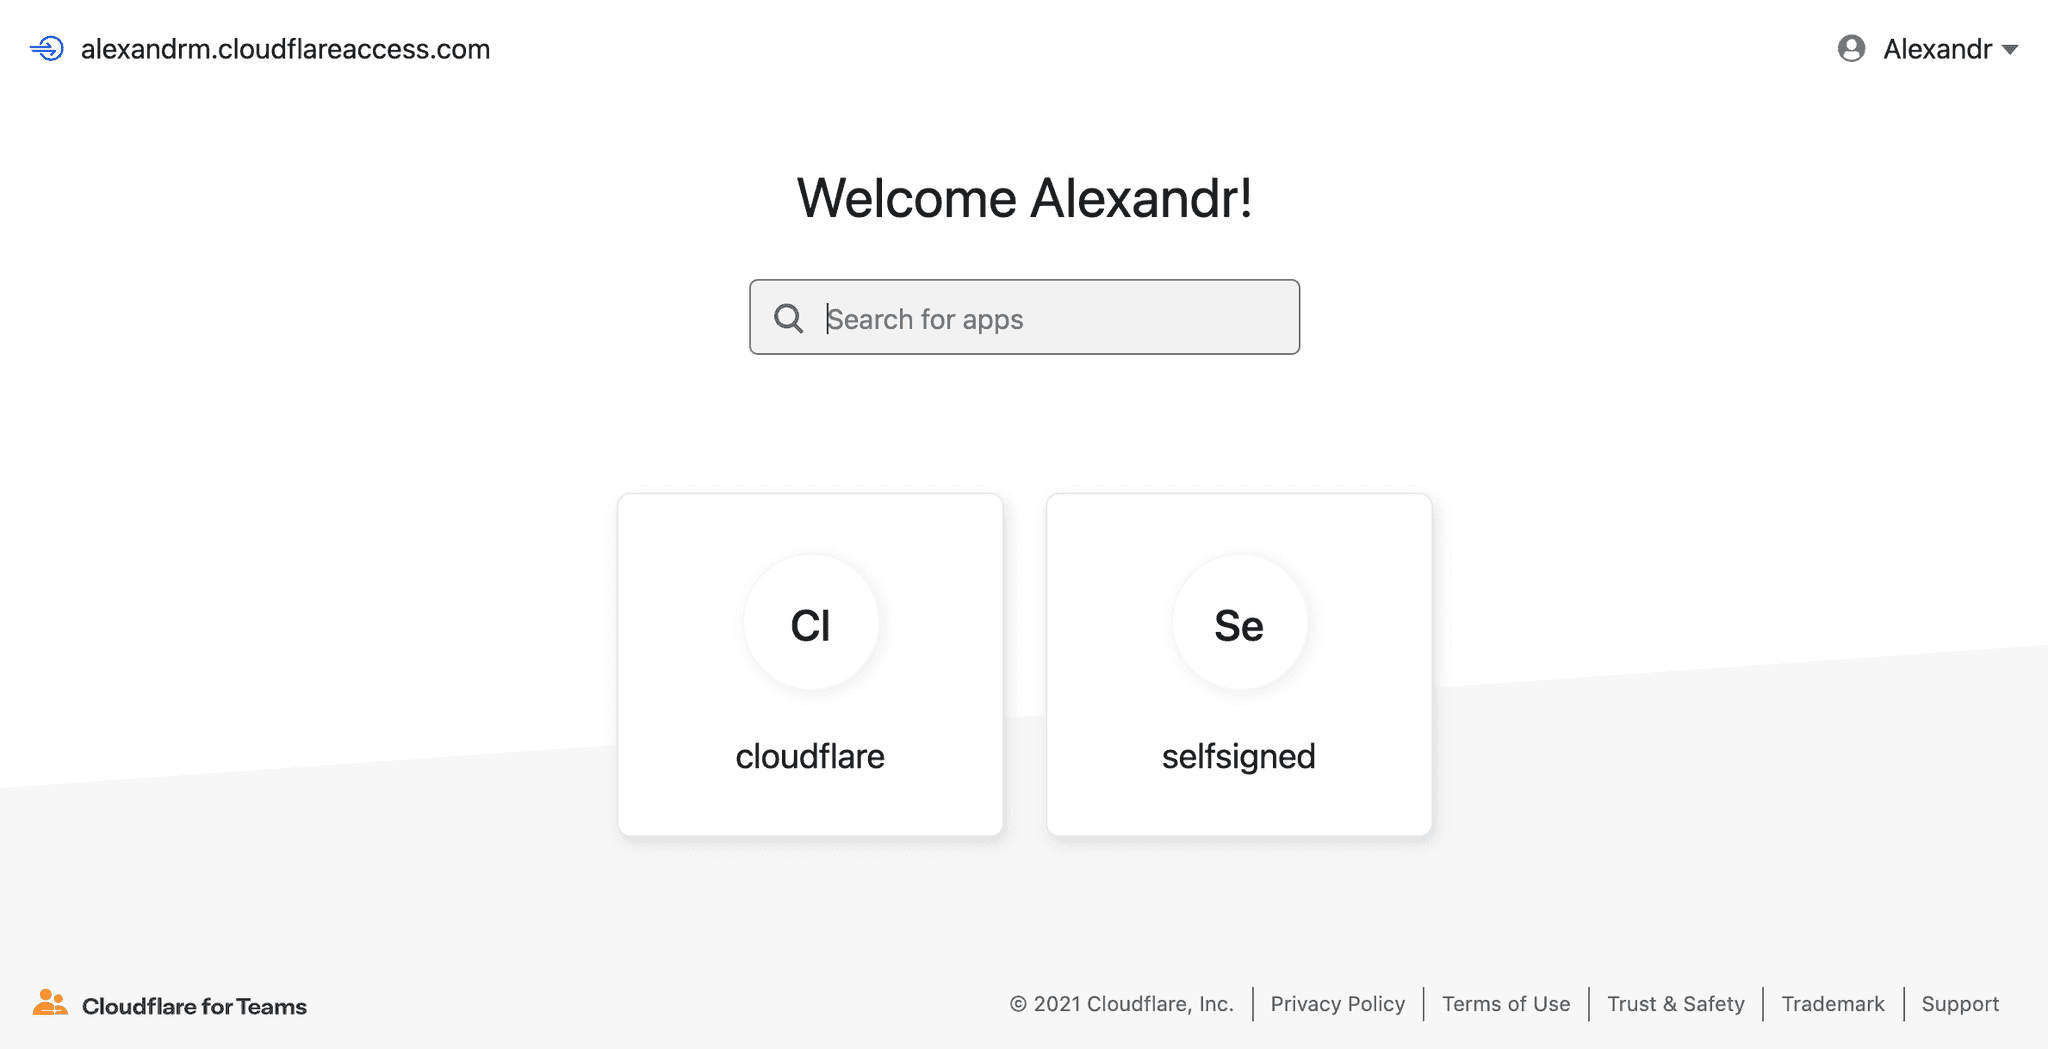 alexandrm.cloudflareaccess.com
Alexandr
Welcome Alexandr!
Search for apps
Cl
cloudflare
Se
selfsigned
Cloudflare for Teams
© 2021 Cloudflare, Inc.
Privacy Policy
Terms of Use
Trust & Safety
Trademark
Support